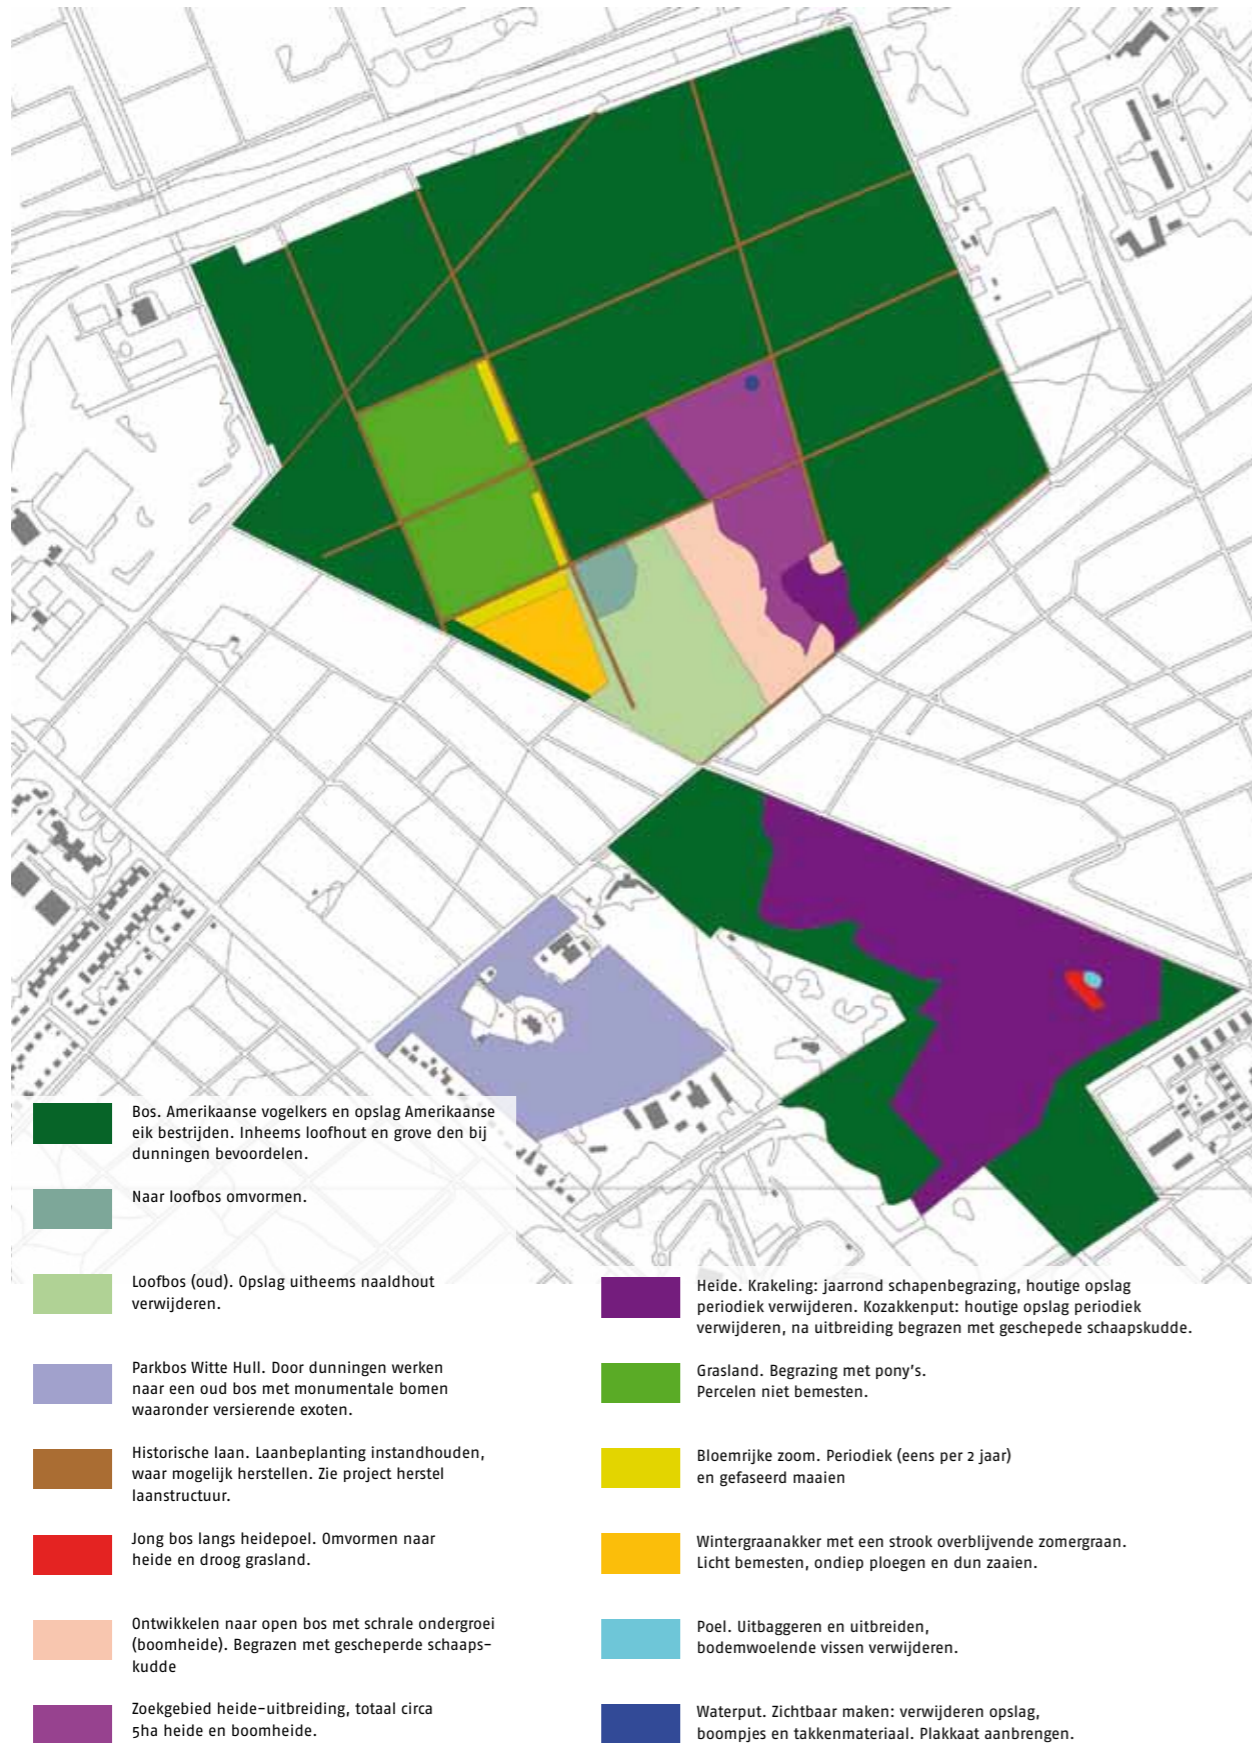 Bos. Amerikaanse vogelkers en opslag Amerikaanse
eik bestrijden. Inheems loofhout en grove den bij
dunningen bevoordelen.
Naar loofbos omvormen.
Loofbos (oud). Opslag uitheems naaldhout
verwijderen.
Parkbos Witte Hull. Door dunningen werken
naar een oud bos met monumentale bomen
waaronder versierende exoten.
Historische laan. Laanbeplanting instandhouden,
waar mogelijk herstellen. Zie project herstel
laanstructuur.
Jong bos langs heidepoel. Omvormen naar
heide en droog grasland.
Ontwikkelen naar open bos met schrale ondergroei
(boomheide). Begrazen met gescheperde schaaps-
kudde
Zoekgebied heide-uitbreiding, totaal circa
5ha heide en boomheide.
Heide. Krakeling: jaarrond schapenbegrazing, houtige opslag
periodiek verwijderen. Kozakkenput: houtige opslag periodiek
verwijderen, na uitbreiding begrazen met geschepede schaapskudde.
Grasland. Begrazing met pony's.
Percelen niet bemesten.
Bloemrijke zoom. Periodiek (eens per 2 jaar)
en gefaseerd maaien
Wintergraanakker met een strook overblijvende zomergraan.
Licht bemesten, ondiep ploegen en dun zaaien.
Poel. Uitbaggeren en uitbreiden,
bodemwoelende vissen verwijderen.
Waterput. Zichtbaar maken: verwijderen opslag,
boompjes en takkenmateriaal. Plakkaat aanbrengen.